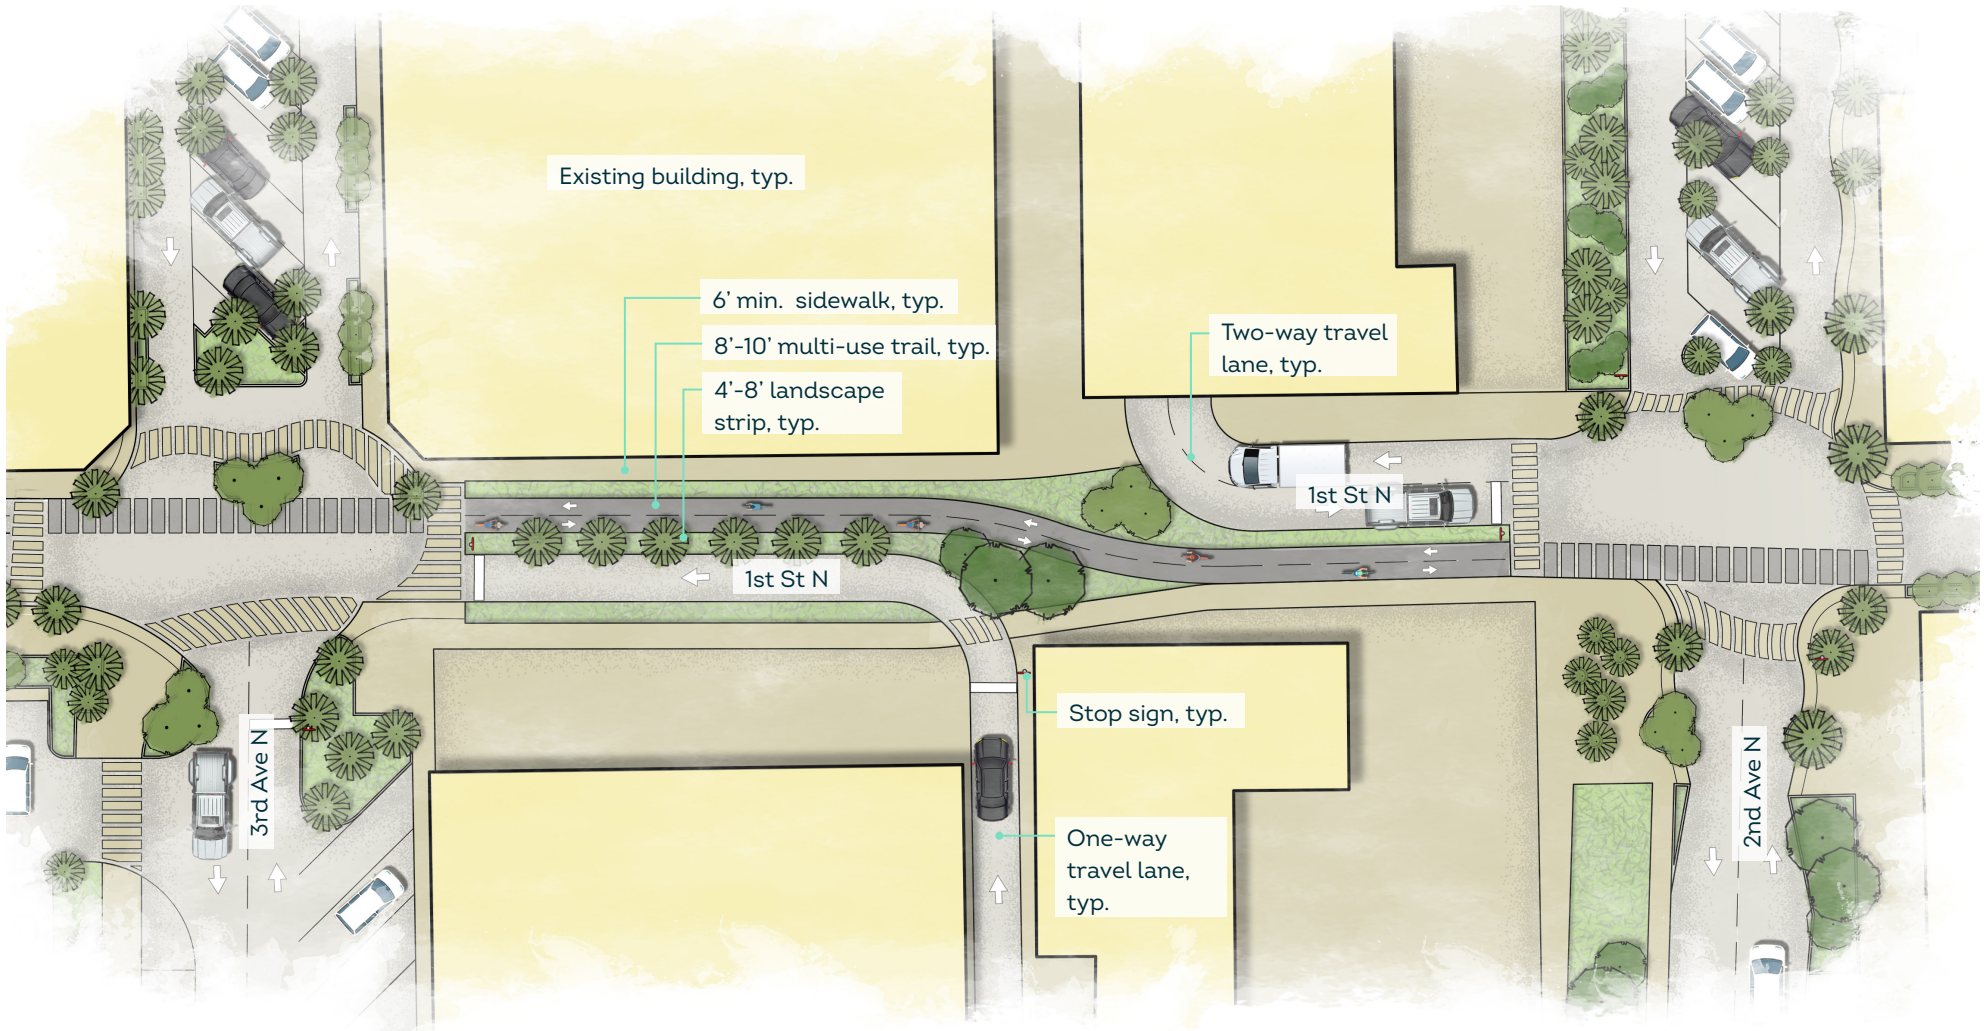 Existing building, typ.
6’ min. sidewalk, typ.
8’-10’ multi-use trail, typ.
4’-8’ landscape
strip, typ.
Two-way travel
lane, typ.
1st St N
1st St N
Stop sign, typ.
3rd Ave N
2nd Ave N
One-way
travel lane,
typ.